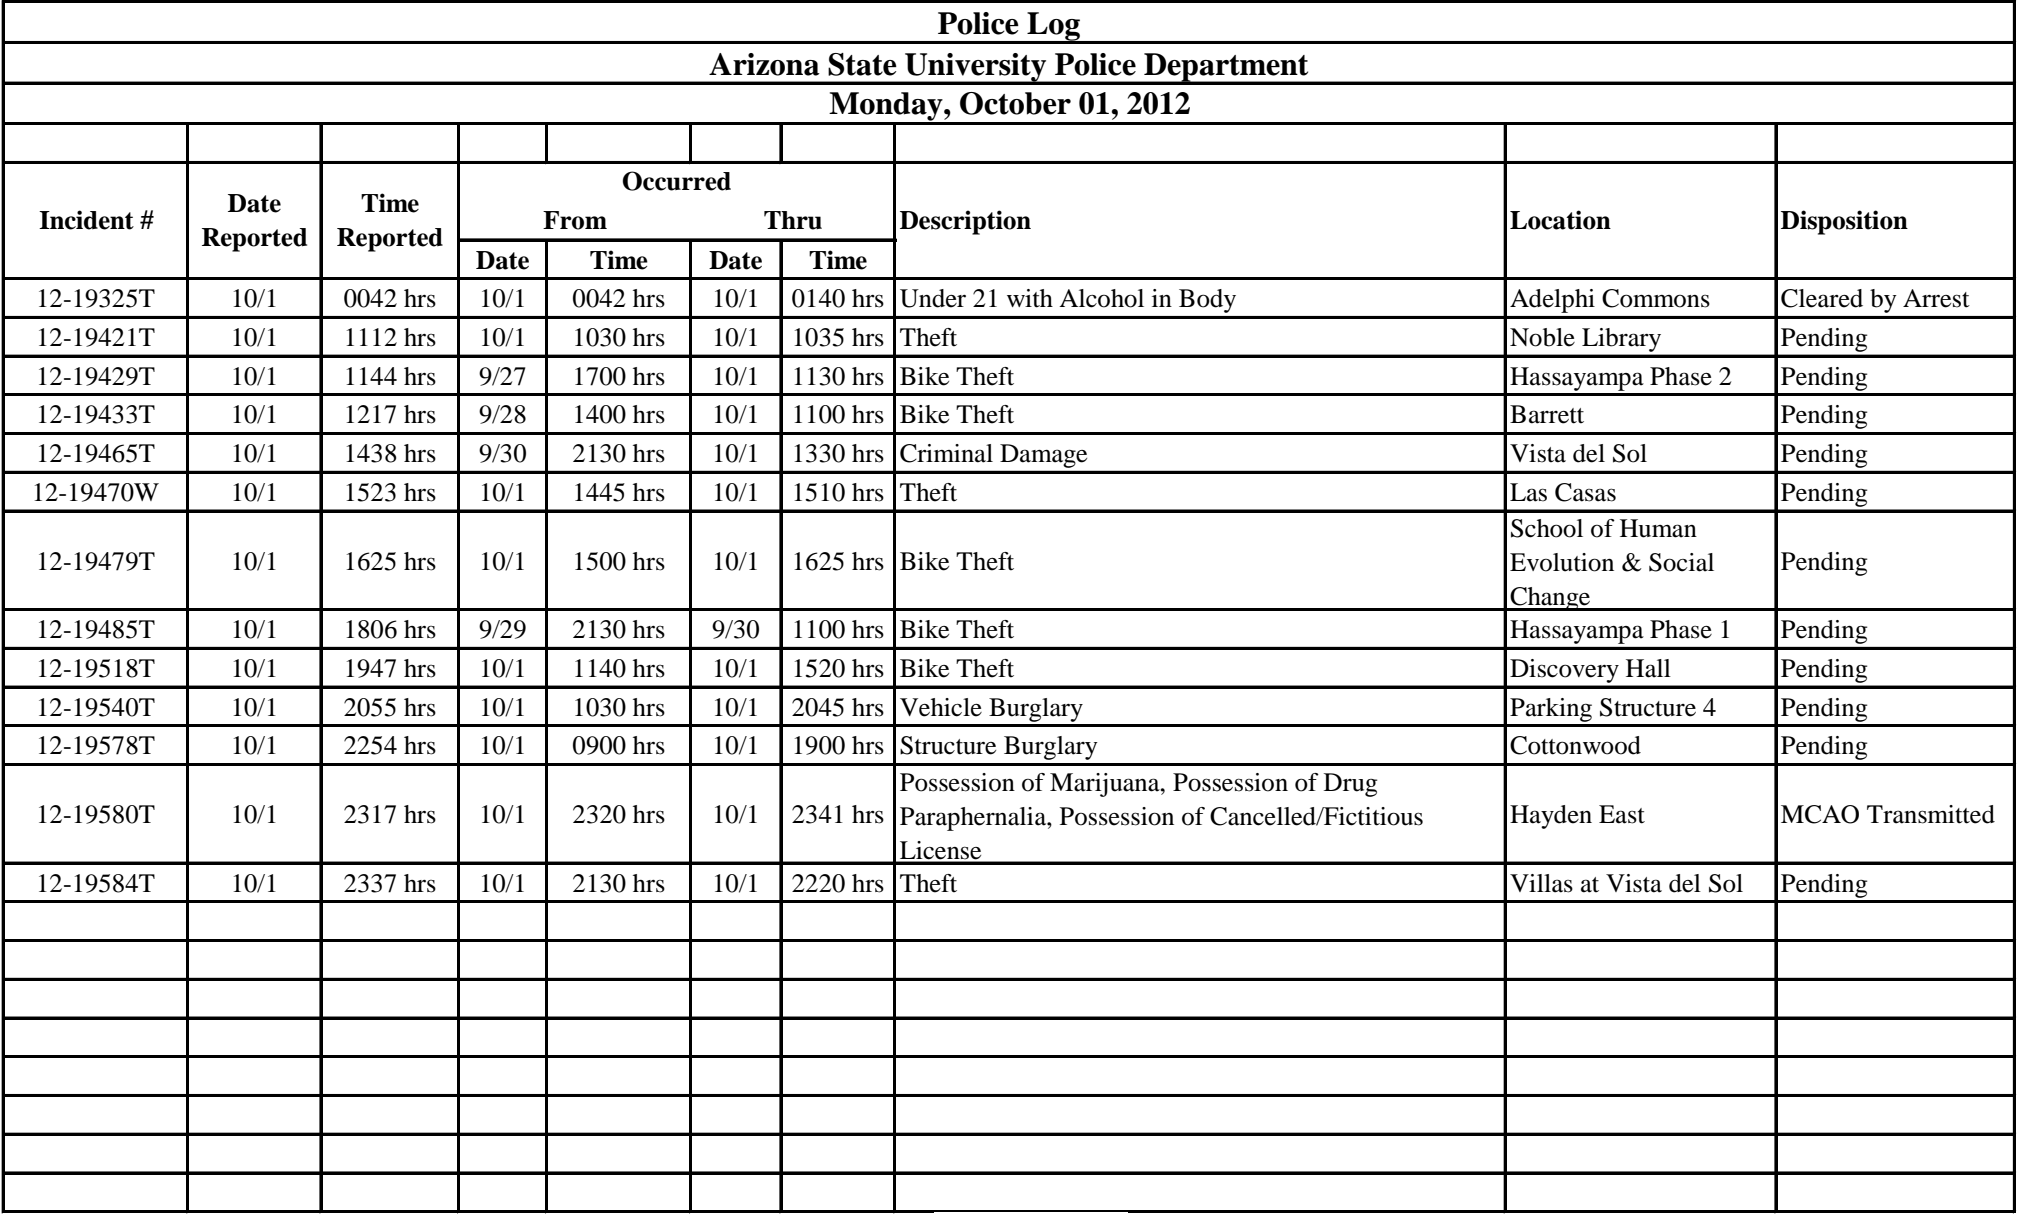 Police Log
Arizona State University Police Department
Monday, October 01, 2012
Incident # Date Reported Time Reported Occurred From Thru Description Location Disposition
Date Time Date Time
12-19325T 10/1 0042 hrs 10/1 0042 hrs 10/1 0140 hrs Under 21 with Alcohol in Body Adelphi Commons Cleared by Arrest
12-19421T 10/1 1112 hrs 10/1 1030 hrs 10/1 1035 hrs Theft Noble Library Pending
12-19429T 10/1 1144 hrs 9/27 1700 hrs 10/1 1130 hrs Bike Theft Hassayampa Phase 2 Pending
12-19433T 10/1 1217 hrs 9/28 1400 hrs 10/1 1100 hrs Bike Theft Barrett Pending
12-19465T 10/1 1438 hrs 9/30 2130 hrs 10/1 1330 hrs Criminal Damage Vista del Sol Pending
12-19470W 10/1 1523 hrs 10/1 1445 hrs 10/1 1510 hrs Theft Las Casas Pending
12-19479T 10/1 1625 hrs 10/1 1500 hrs 10/1 1625 hrs Bike Theft School of Human Evolution & Social Change Pending
12-19485T 10/1 1806 hrs 9/29 2130 hrs 9/30 1100 hrs Bike Theft Hassayampa Phase 1 Pending
12-19518T 10/1 1947 hrs 10/1 1140 hrs 10/1 1520 hrs Bike Theft Discovery Hall Pending
12-19540T 10/1 2055 hrs 10/1 1030 hrs 10/1 2045 hrs Vehicle Burglary Parking Structure 4 Pending
12-19578T 10/1 2254 hrs 10/1 0900 hrs 10/1 1900 hrs Structure Burglary Cottonwood Pending
12-19580T 10/1 2317 hrs 10/1 2320 hrs 10/1 2341 hrs Possession of Marijuana, Possession of Drug Paraphernalia, Possession of Cancelled/Fictitious License Hayden East MCAO Transmitted
12-19584T 10/1 2337 hrs 10/1 2130 hrs 10/1 2220 hrs Theft Villas at Vista del Sol Pending